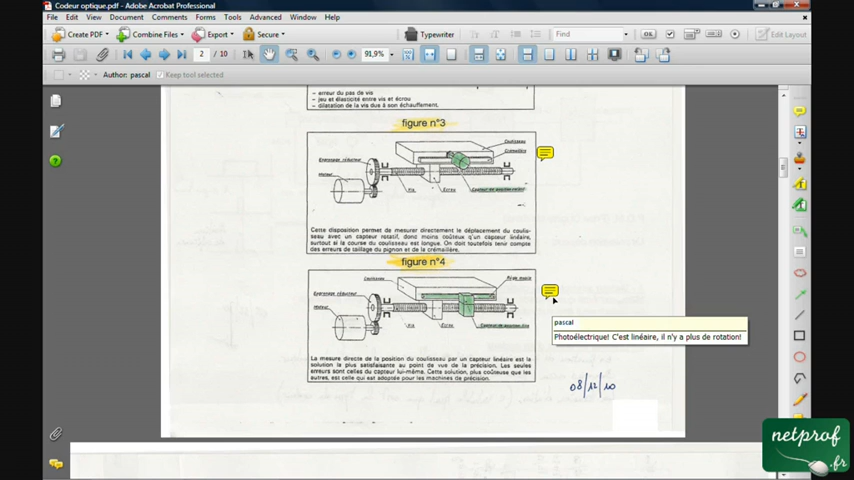 Codeur optique.pdf - Adobe Acrobat Professional
File Edit View Document Comments Forms Tools Advanced Window Help
Create PDF Combine Files Export Secure Typewriter Find Edit Layout
2 / 10 91,9%
Author: pascal Keep tool selected
– erreur du pas de vis
– jeu et élasticité entre vis et écrou
– dilatation de la vis due à son échauffement.
figure n°3
Coulisseau
Crémaillère
Engrenage réducteur
Moteur
Vis Ecrou Capteur de position rotatif
Cette disposition permet de mesurer directement le déplacement du coulis-
seau avec un capteur rotatif, donc moins coûteux qu'un capteur linéaire,
surtout si la course du coulisseau est longue. On doit toutefois tenir compte
des erreurs de taillage du pignon et de la crémaillère.
figure n°4
Coulisseau
Engrenage réducteur
Moteur
Vis Ecrou
pascal
Photoélectrique! C'est linéaire, il n'y a plus de rotation!
La mesure directe de la position du coulisseau par un capteur linéaire est la
solution la plus satisfaisante au point de vue de la précision. Les seules
erreurs sont celles du capteur lui-même. Cette solution, plus coûteuse que les
autres, est celle qui est adoptée pour les machines de précision.
08/12/10
netprof
.fr